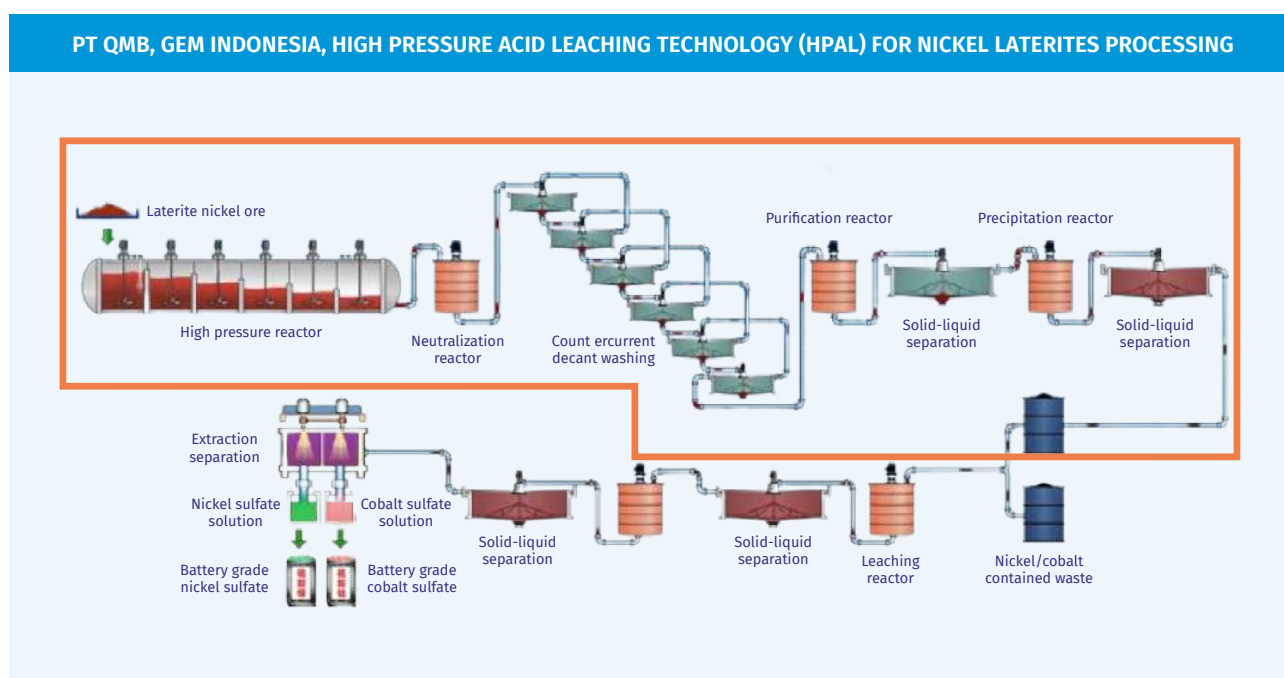 PT QMB, GEM INDONESIA, HIGH PRESSURE ACID LEACHING TECHNOLOGY (HPAL) FOR NICKEL LATERITES PROCESSING
Laterite nickel ore
High pressure reactor
Neutralization
reactor
Count ercurrent
decant washing
Purification reactor
Solid-liquid
separation
Precipitation reactor
Solid-liquid
separation
Extraction
separation
Nickel sulfate
solution
Cobalt sulfate
solution
Battery grade
nickel sulfate
Battery grade
cobalt sulfate
Solid-liquid
separation
Solid-liquid
separation
Leaching
reactor
Nickel/cobalt
contained waste